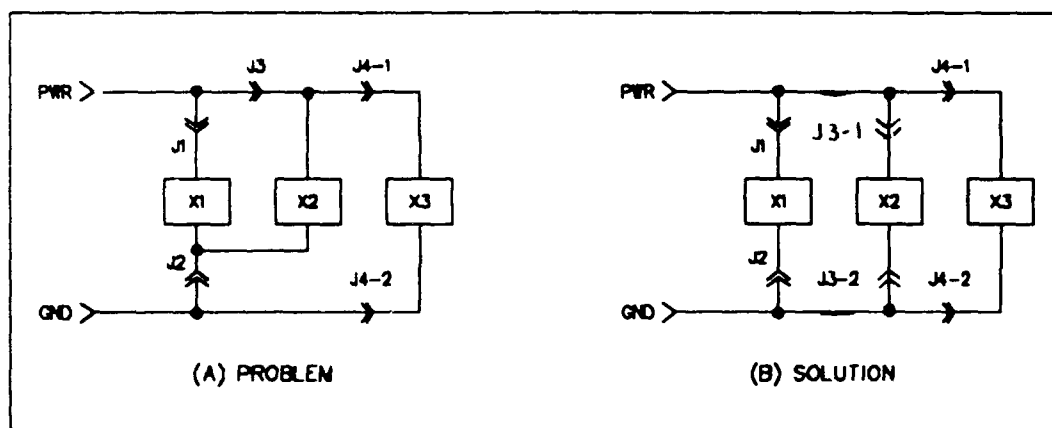 J3 J4-1
PWR
J1
X1 X2 X3
J2
J4-2
GND
(A) PROBLEM
J4-1
PWR
J3-1
J1
X1 X2 X3
J2
J3-2 J4-2
GND
(B) SOLUTION